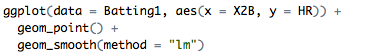 ggplot(data = Batting1, aes(x = X2B, y = HR)) +
  geom_point() +
  geom_smooth(method = "lm")